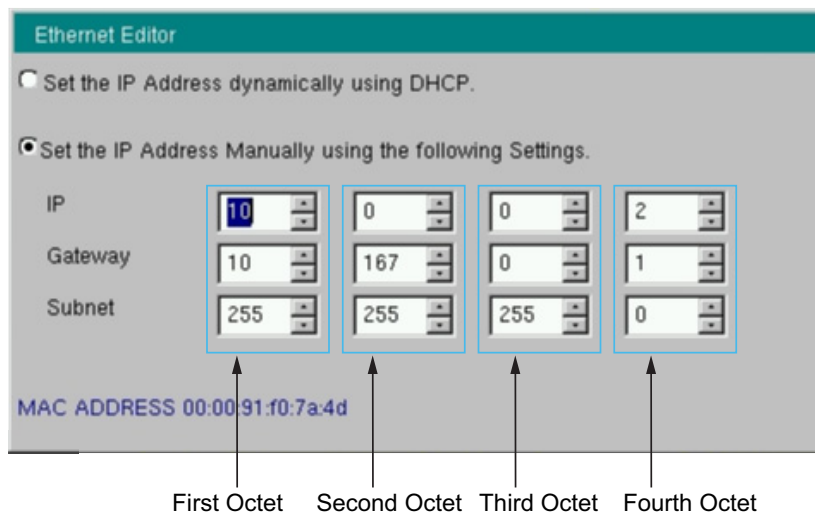 Ethernet Editor
Set the IP Address dynamically using DHCP.
Set the IP Address Manually using the following Settings.
IP 10 0 0 2
Gateway 10 167 0 1
Subnet 255 255 255 0
MAC ADDRESS 00:00:91:f0:7a:4d
First Octet Second Octet Third Octet Fourth Octet